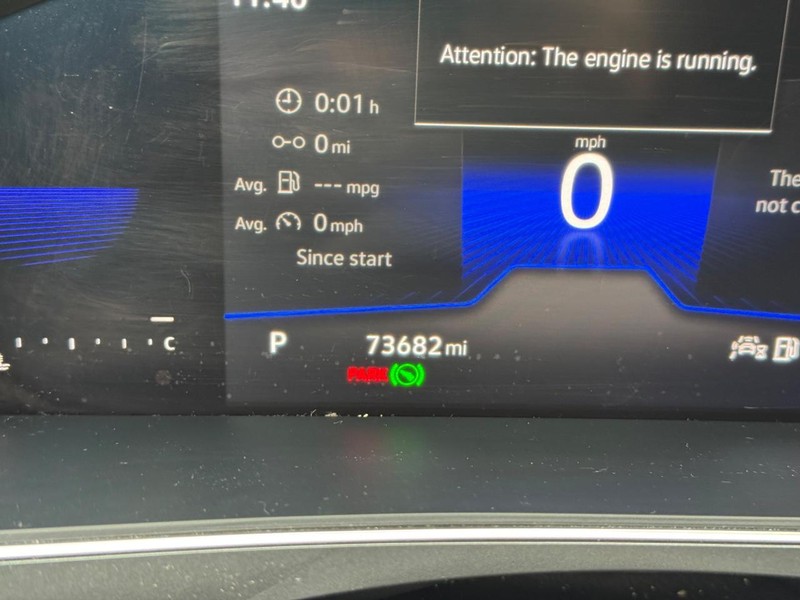 Attention: The engine is running.
0:01 h
0 mi
Avg. --- mpg
Avg. 0 mph
Since start
mph
0
The
not c
C
P
73682 mi
PARK